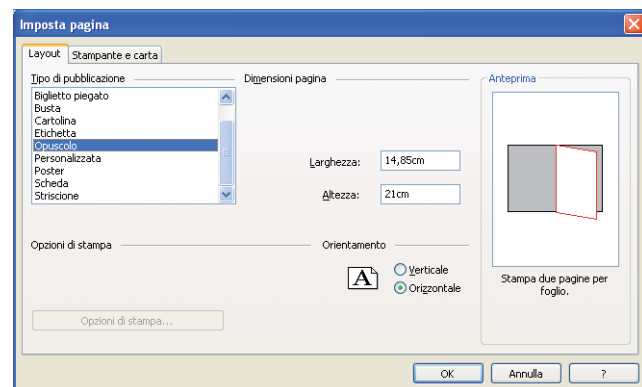 Imposta pagina
Layout
Stampante e carta
Tipo di pubblicazione
Biglietto piegato
Busta
Cartolina
Etichetta
Opuscolo
Personalizzata
Poster
Scheda
Striscione
Dimensioni pagina
Larghezza: 14,85cm
Altezza: 21cm
Opzioni di stampa
Opzioni di stampa...
Orientamento
A
Verticale
Orizzontale
Anteprima
Stampa due pagine per
foglio.
OK
Annulla
?